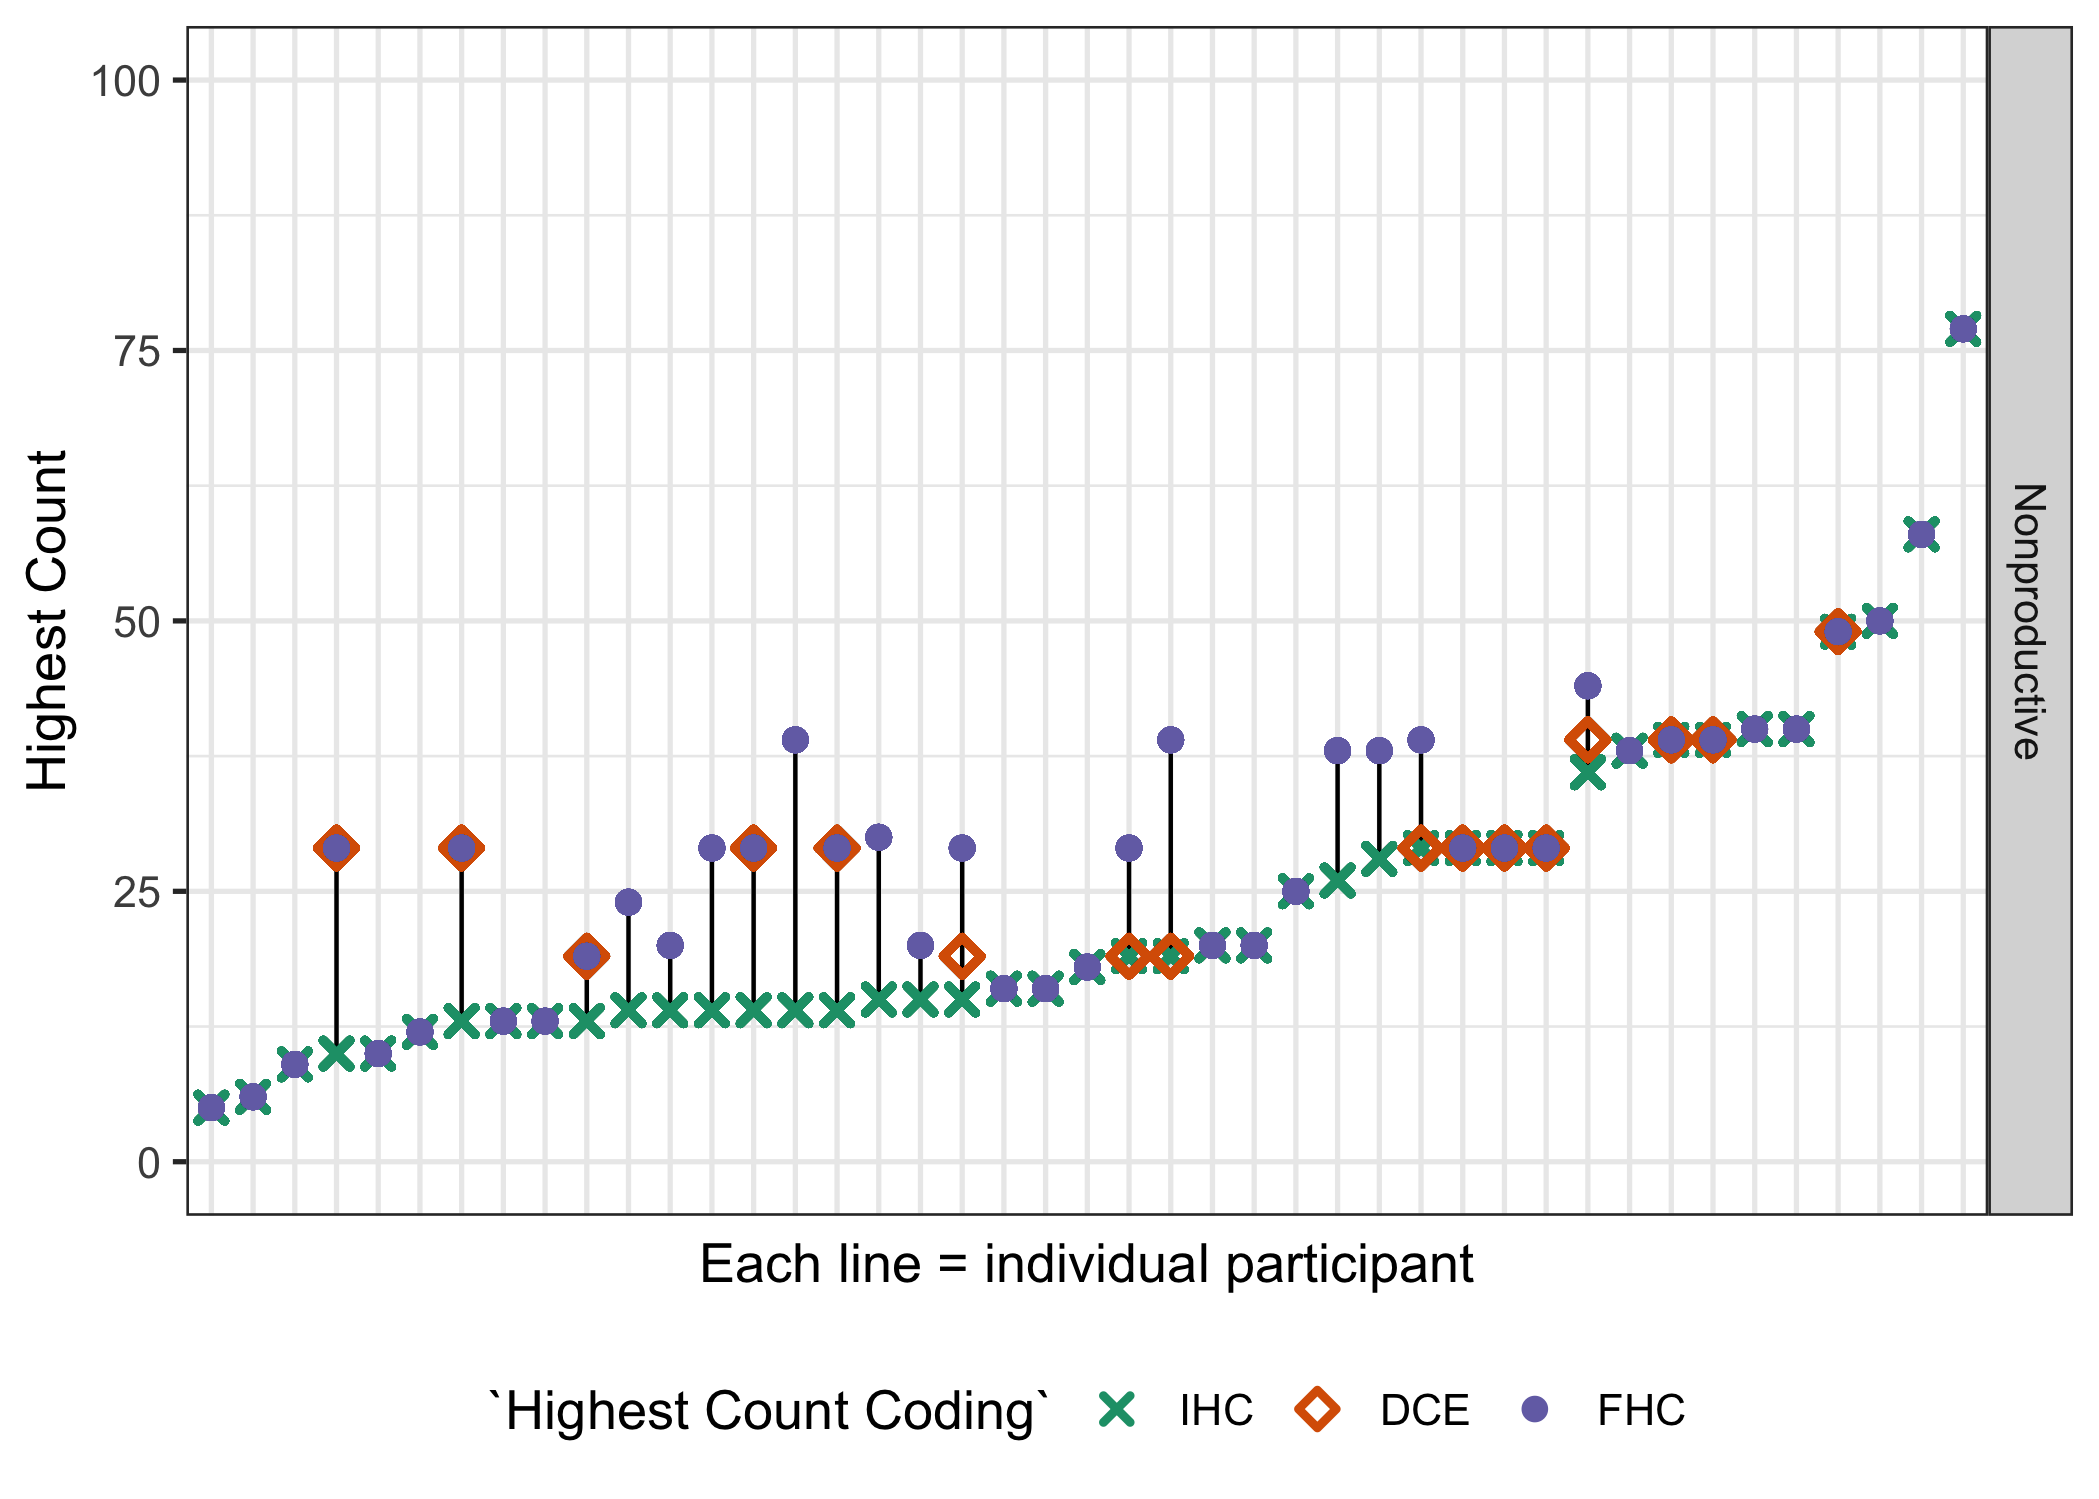 Highest Count
100
75
50
25
0
Nonproductive
Each line = individual participant
`Highest Count Coding` IHC DCE FHC